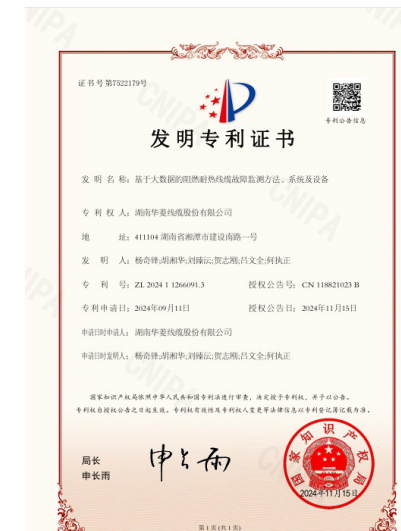 CNIPA
证书号第7522179号
专利公告信息
发明专利证书
发 明 名 称：基于大数据的阻燃耐热线缆故障监测方法、系统及设备
专 利 权 人：湖南华菱线缆股份有限公司
地 址：411104 湖南省湘潭市建设南路一号
发 明 人：杨奇锋;胡湘华;刘臻沄;贺志刚;吕文全;何执正
专 利 号：ZL 2024 1 1266091.3 授权公告号：CN 118821023 B
专利申请日：2024年09月11日 授权公告日：2024年11月15日
申请日时申请人：湖南华菱线缆股份有限公司
申请日时发明人：杨奇锋;胡湘华;刘臻沄;贺志刚;吕文全;何执正
国家知识产权局依照中华人民共和国专利法进行审查，决定授予专利权，并予以公告。
专利权自授权公告之日起生效。专利权有效性及专利权人变更等法律信息以专利登记簿记载为准。
局长
申长雨
申长雨
国家知识产权局
2024年11月15日
第1页(共1页)